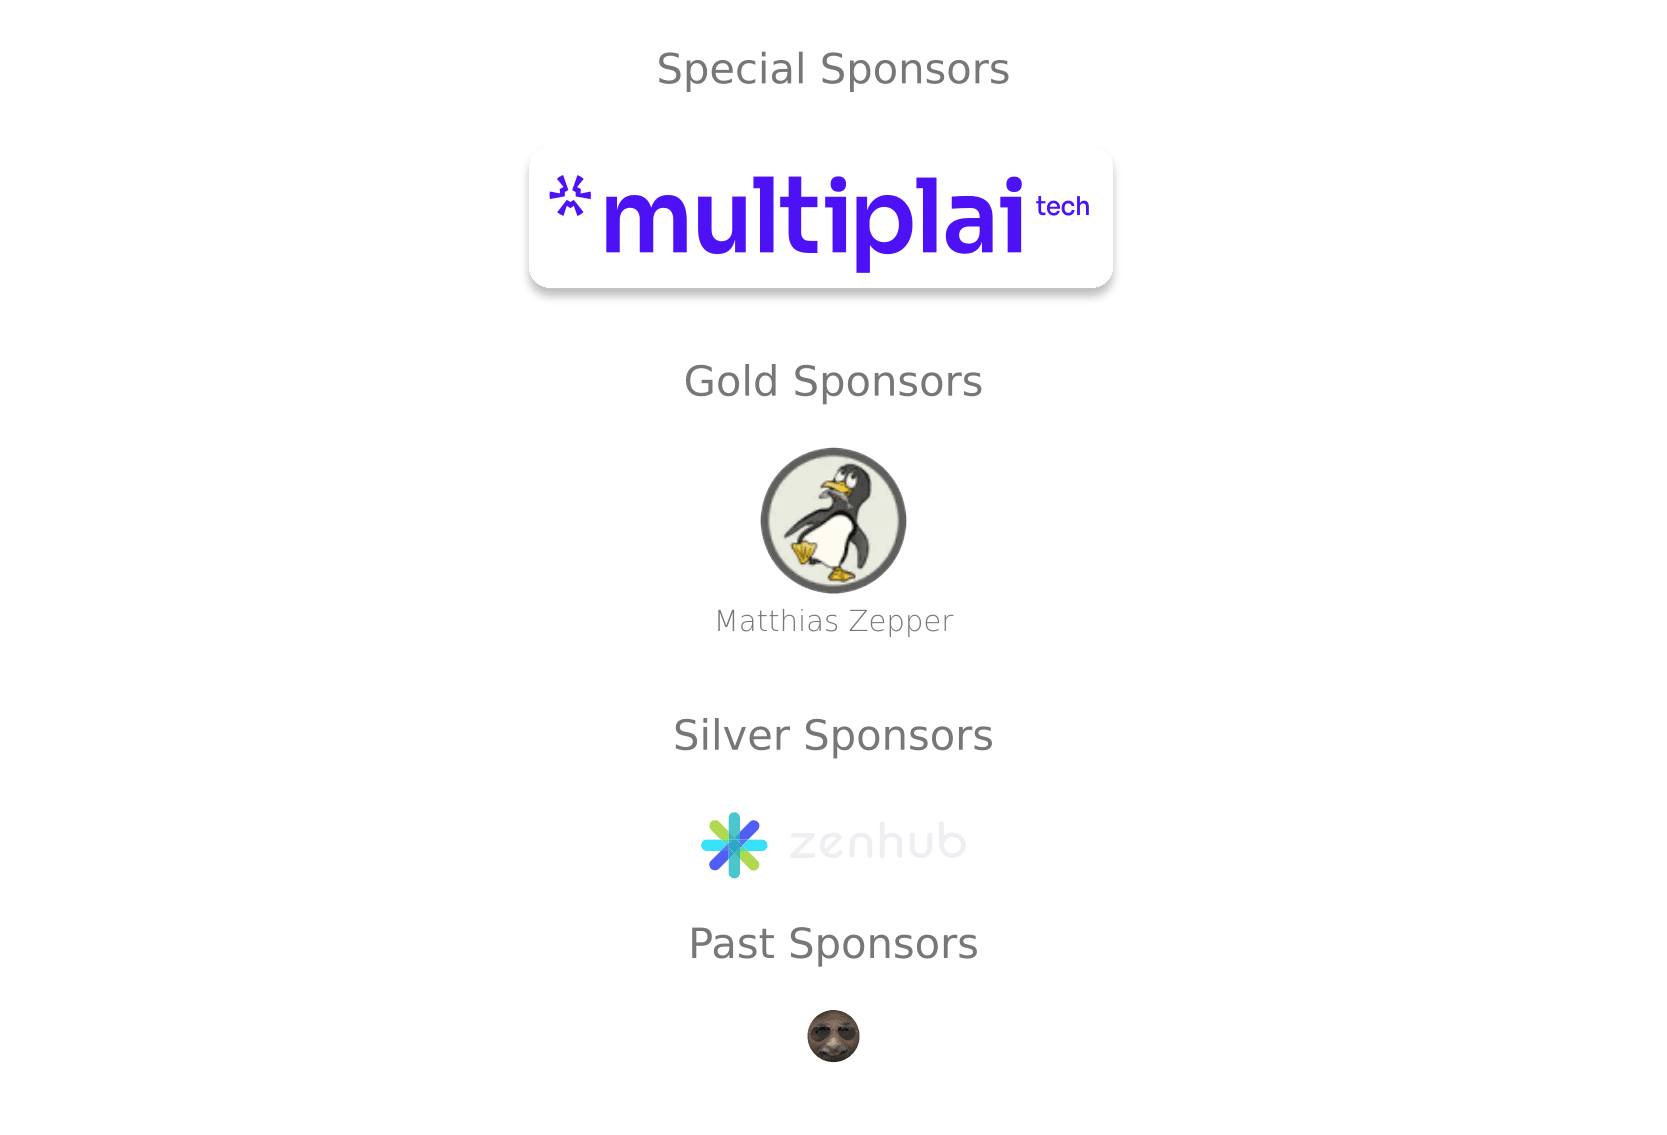 Special Sponsors
multiplai tech
Gold Sponsors
Matthias Zepper
Silver Sponsors
zenhub
Past Sponsors